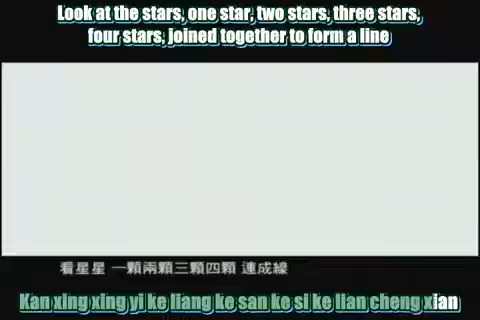 Look at the stars, one star, two stars, three stars,
four stars, joined together to form a line
看星星 一顆兩顆三顆四顆 連成線
Kan xing xing yi ke liang ke san ke si ke lian cheng xian